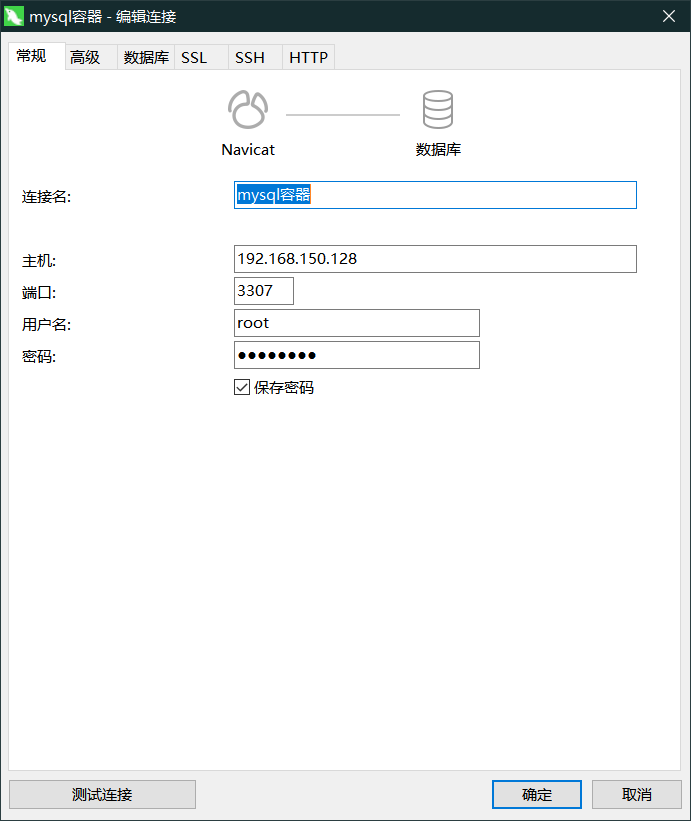 mysql容器 - 编辑连接
常规 高级 数据库 SSL SSH HTTP
Navicat 数据库
连接名: mysql容器
主机: 192.168.150.128
端口: 3307
用户名: root
密码: ●●●●●●●●
保存密码
测试连接 确定 取消